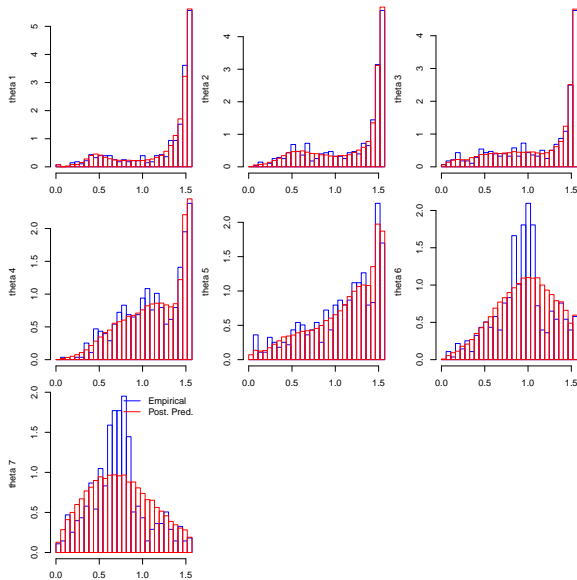 theta 1
0 1 2 3 4 5
0.0 0.5 1.0 1.5
theta 2
0 1 2 3 4
0.0 0.5 1.0 1.5
theta 3
0 1 2 3 4
0.0 0.5 1.0 1.5
theta 4
0.0 0.5 1.0 1.5 2.0
0.0 0.5 1.0 1.5
theta 5
0.0 0.5 1.0 1.5 2.0
0.0 0.5 1.0 1.5
theta 6
0.0 0.5 1.0 1.5 2.0
0.0 0.5 1.0 1.5
theta 7
0.0 0.5 1.0 1.5 2.0
Empirical
Post. Pred.
0.0 0.5 1.0 1.5